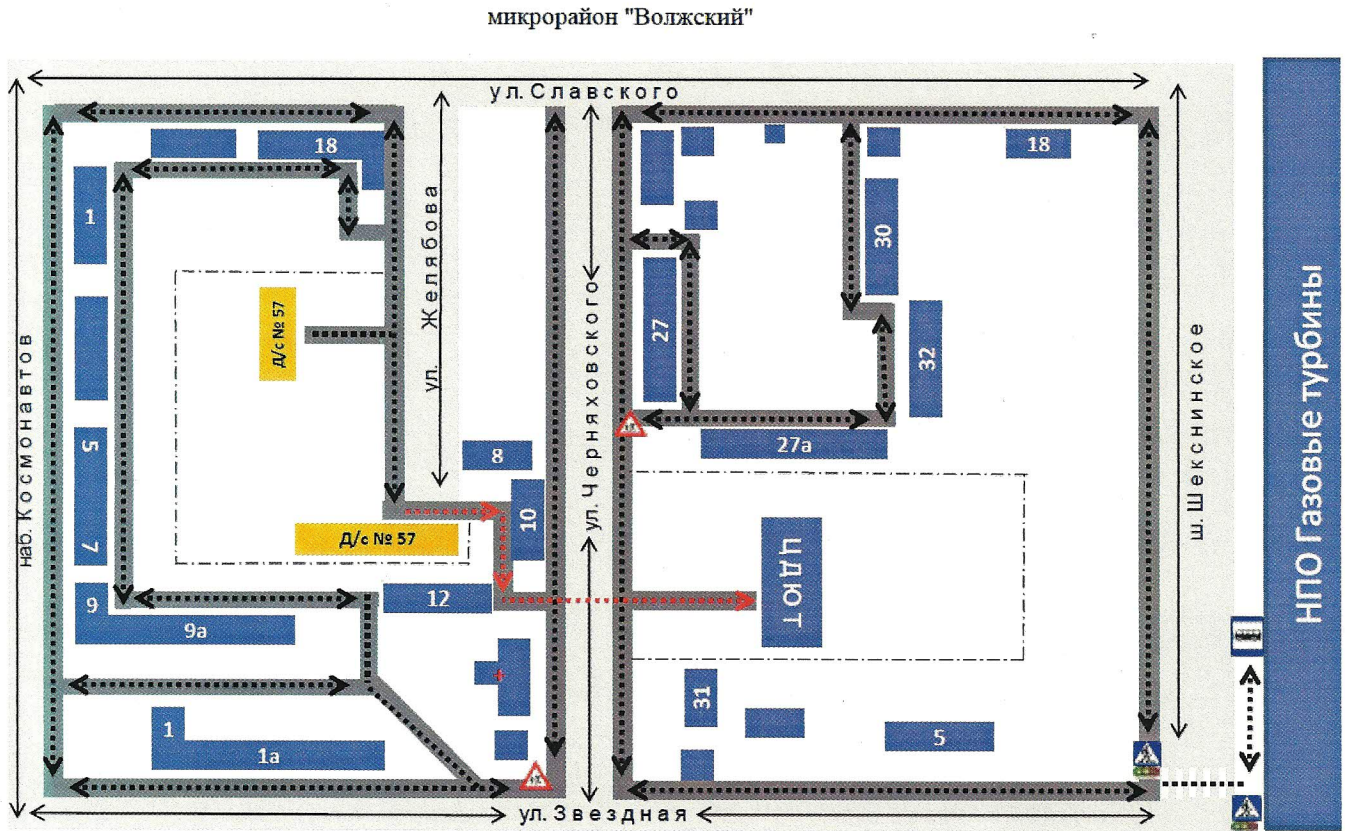 микрорайон "Волжский"
ул. Славского
18
18
1
30
ул. Желябова
Д/с № 57
27
32
НПО Газовые турбины
наб. Космонавтов
ул. Черняховского
ш. Шекснинское
5
8
27а
10
7
Д/с № 57
ЦДЮТ
9
12
9а
31
1
5
1а
ул. Звездная